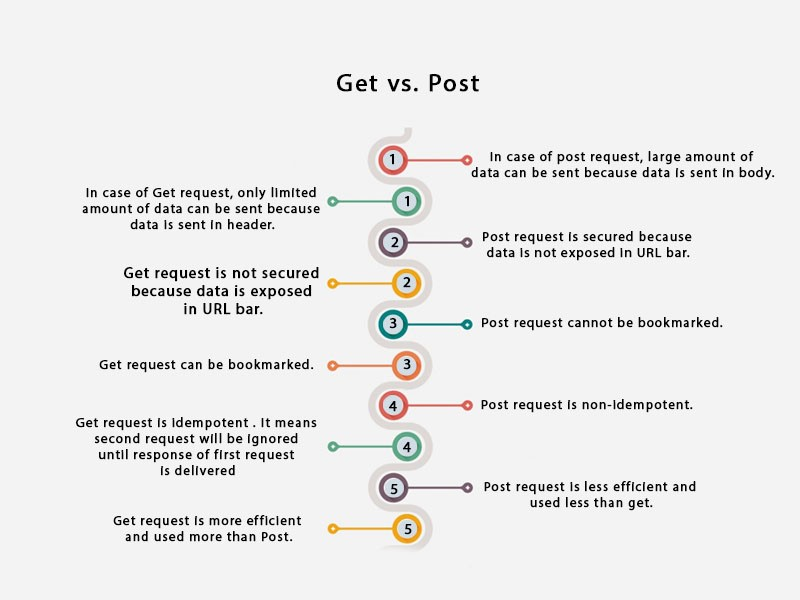 Get vs. Post
1
In case of post request, large amount of
data can be sent because data is sent in body.
In case of Get request, only limited
amount of data can be sent because
data is sent in header.
1
2
Post request is secured because
data is not exposed in URL bar.
Get request is not secured
because data is exposed
in URL bar.
2
3
Post request cannot be bookmarked.
Get request can be bookmarked.
3
4
Post request is non-idempotent.
Get request is idempotent . It means
second request will be ignored
until response of first request
is delivered
4
5
Post request is less efficient and
used less than get.
Get request is more efficient
and used more than Post.
5